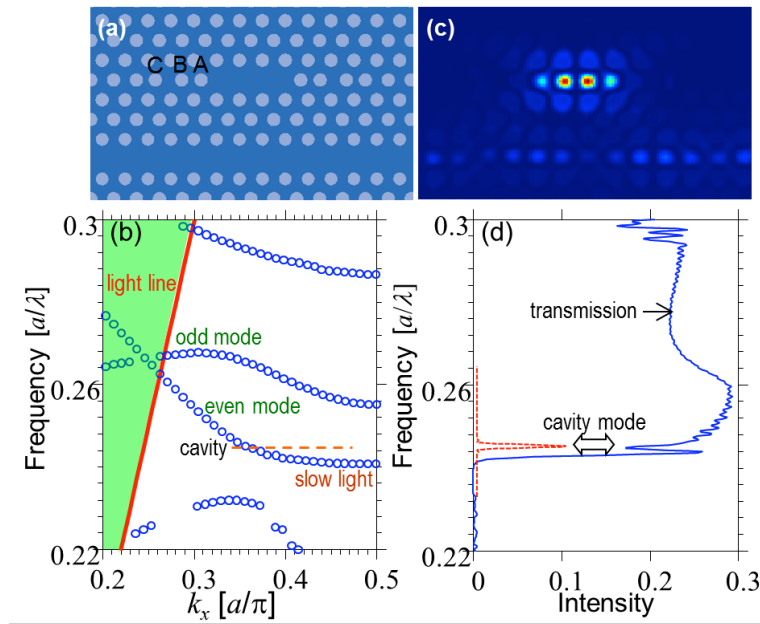 (a)
C B A
(c)
(b)
0.3
0.26
0.22
Frequency [a/λ]
light line
odd mode
even mode
cavity
slow light
0.2 0.3 0.4 0.5
kx [a/π]
(d)
0.3
0.26
0.22
Frequency [a/λ]
transmission
cavity mode
0 0.1 0.2 0.3
Intensity